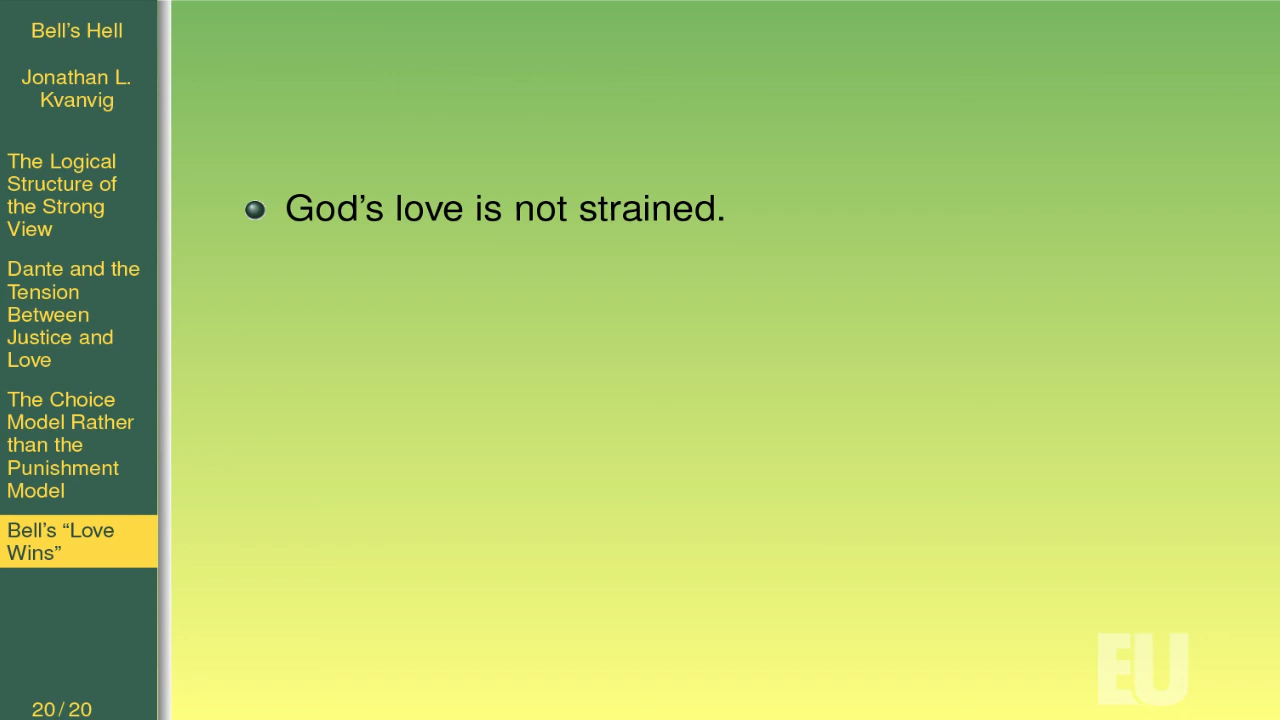 Bell’s Hell
Jonathan L.
Kvanvig
The Logical
Structure of
the Strong
View
Dante and the
Tension
Between
Justice and
Love
The Choice
Model Rather
than the
Punishment
Model
Bell’s “Love
Wins”
20/20
God’s love is not strained.
EU